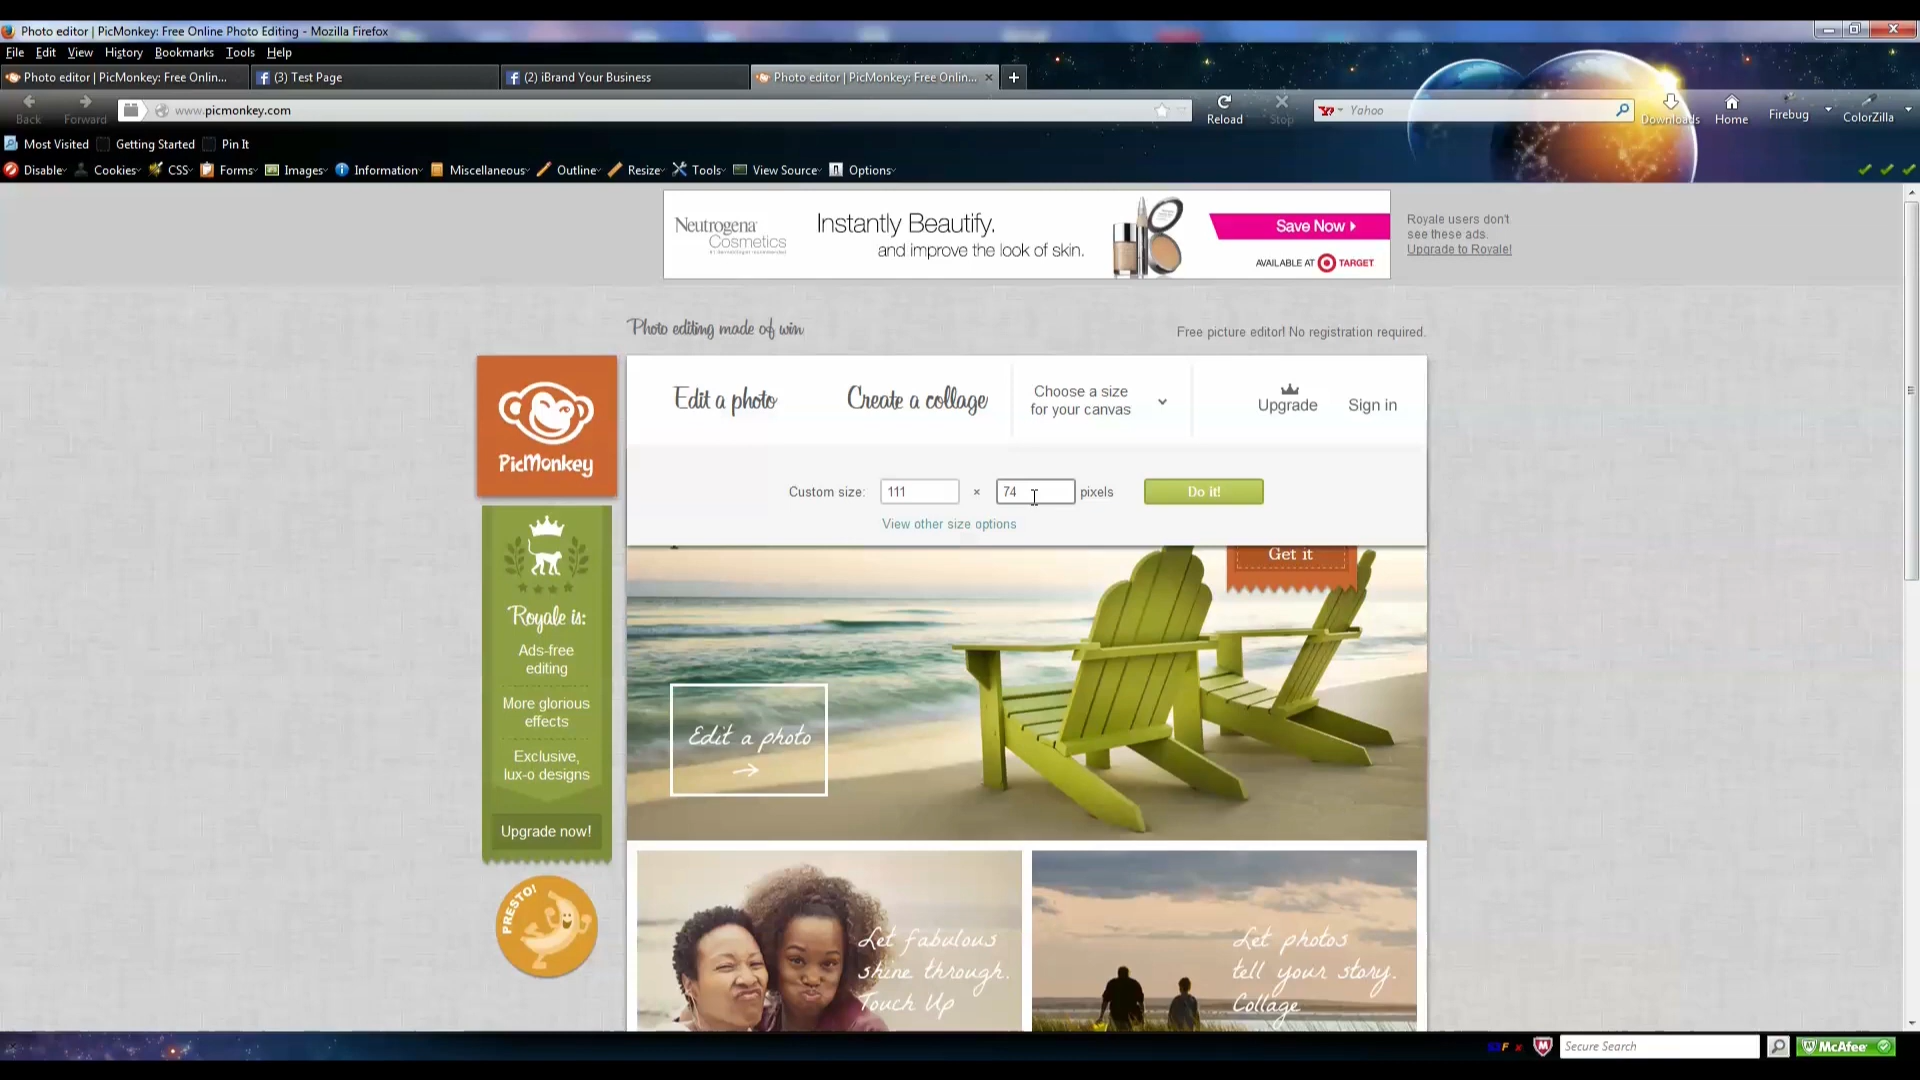 Photo editor | PicMonkey: Free Online Photo Editing - Mozilla Firefox
File Edit View History Bookmarks Tools Help
Photo editor | PicMonkey: Free Onlin...
(3) Test Page
(2) iBrand Your Business
Photo editor | PicMonkey: Free Onlin...
Back Forward
www.picmonkey.com
Reload Stop
Yahoo
Downloads Home Firebug ColorZilla
Most Visited Getting Started Pin It
Disable Cookies CSS Forms Images Information Miscellaneous Outline Resize Tools View Source Options
Neutrogena
Cosmetics
Instantly Beautify.
and improve the look of skin.
Save Now
AVAILABLE AT TARGET
Royale users don't
see these ads.
Upgrade to Royale!
Photo editing made of win
Free picture editor! No registration required.
PicMonkey
Edit a photo
Create a collage
Choose a size
for your canvas
Upgrade
Sign in
Custom size: 111 × 74 pixels Do it!
View other size options
Get it
Royale is:
Ads-free
editing
More glorious
effects
Exclusive,
lux-o designs
Upgrade now!
Edit a photo
PRESTO!
Let fabulous
shine through.
Touch Up
Let photos
tell your story.
Collage
Secure Search
McAfee